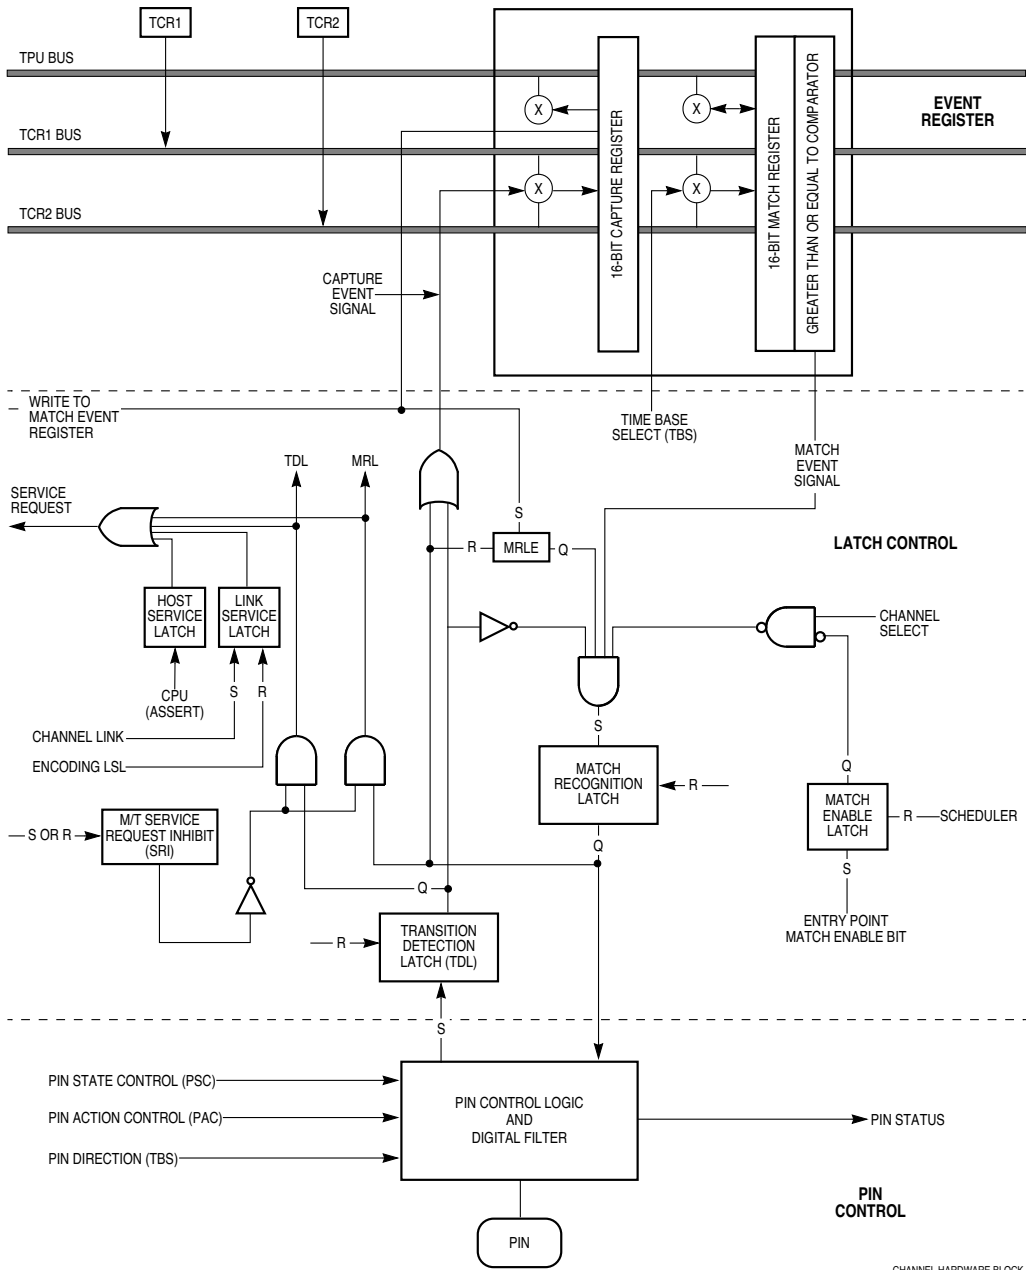 TCR1
TCR2
TPU BUS
TCR1 BUS
TCR2 BUS
X
X
X
X
16-BIT CAPTURE REGISTER
16-BIT MATCH REGISTER
GREATER THAN OR EQUAL TO COMPARATOR
EVENT
REGISTER
CAPTURE
EVENT
SIGNAL
WRITE TO
MATCH EVENT
REGISTER
TIME BASE
SELECT (TBS)
MATCH
EVENT
SIGNAL
TDL
MRL
SERVICE
REQUEST
S
R
MRLE
Q
LATCH CONTROL
HOST
SERVICE
LATCH
LINK
SERVICE
LATCH
CHANNEL
SELECT
CPU
(ASSERT)
S
R
CHANNEL LINK
ENCODING LSL
S
MATCH
RECOGNITION
LATCH
R
Q
Q
MATCH
ENABLE
LATCH
R
SCHEDULER
S
ENTRY POINT
MATCH ENABLE BIT
S OR R
M/T SERVICE
REQUEST INHIBIT
(SRI)
Q
R
TRANSITION
DETECTION
LATCH (TDL)
S
PIN STATE CONTROL (PSC)
PIN ACTION CONTROL (PAC)
PIN DIRECTION (TBS)
PIN CONTROL LOGIC
AND
DIGITAL FILTER
PIN STATUS
PIN
CONTROL
PIN
CHANNEL HARDWARE BLOCK